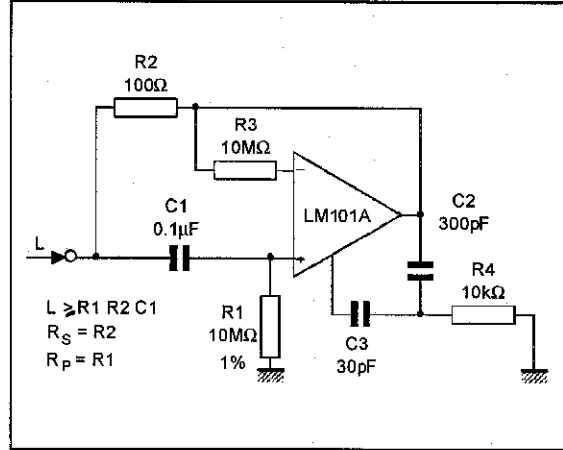 R2
100Ω
R3
10MΩ
C1
0.1µF
LM101A
C2
300pF
L
R4
10kΩ
L ⩾ R1 R2 C1
R1
10MΩ
1%
R_S = R2
R_P = R1
C3
30pF